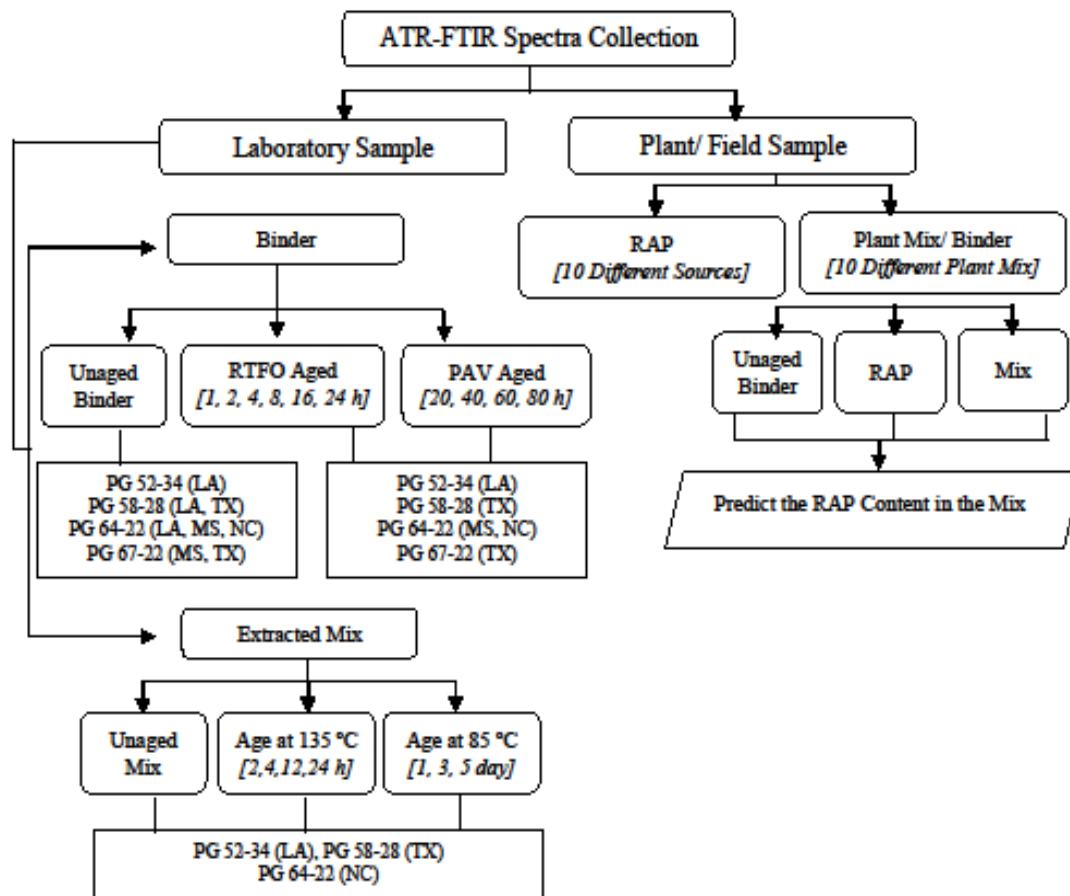 ATR-FTIR Spectra Collection
Laboratory Sample
Plant/ Field Sample
Binder
RAP
[10 Different Sources]
Plant Mix/ Binder
[10 Different Plant Mix]
Unaged
Binder
RTFO Aged
[1, 2, 4, 8, 16, 24 h]
PAV Aged
[20, 40, 60, 80 h]
Unaged
Binder
RAP
Mix
PG 52-34 (LA)
PG 58-28 (LA, TX)
PG 64-22 (LA, MS, NC)
PG 67-22 (MS, TX)
PG 52-34 (LA)
PG 58-28 (TX)
PG 64-22 (MS, NC)
PG 67-22 (TX)
Predict the RAP Content in the Mix
Extracted Mix
Unaged
Mix
Age at 135 °C
[2,4,12,24 h]
Age at 85 °C
[1, 3, 5 day]
PG 52-34 (LA), PG 58-28 (TX)
PG 64-22 (NC)